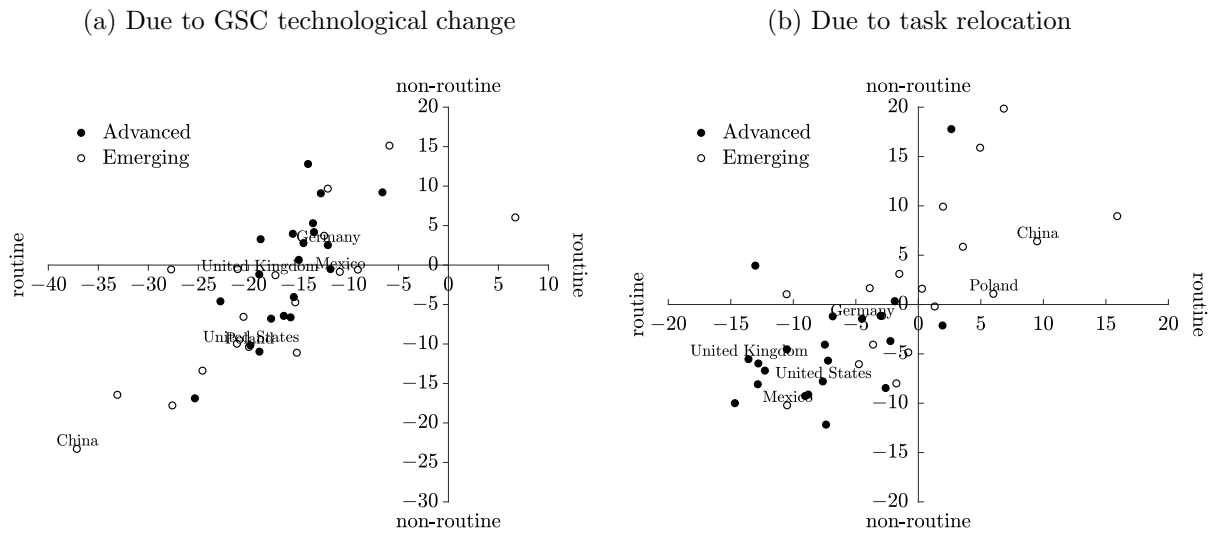 (a) Due to GSC technological change
(b) Due to task relocation
non-routine
20
15
10
5
0
−5
−10
−15
−20
−25
−30
non-routine
routine
−40 −35 −30 −25 −20 −15 −10 −5 0 5 10
routine
Advanced
Emerging
Germany
United Kingdom
Mexico
United States
Poland
China
non-routine
20
15
10
5
0
−5
−10
−15
−20
non-routine
routine
−20 −15 −10 −5 0 5 10 15 20
routine
Advanced
Emerging
China
Poland
Germany
United Kingdom
United States
Mexico